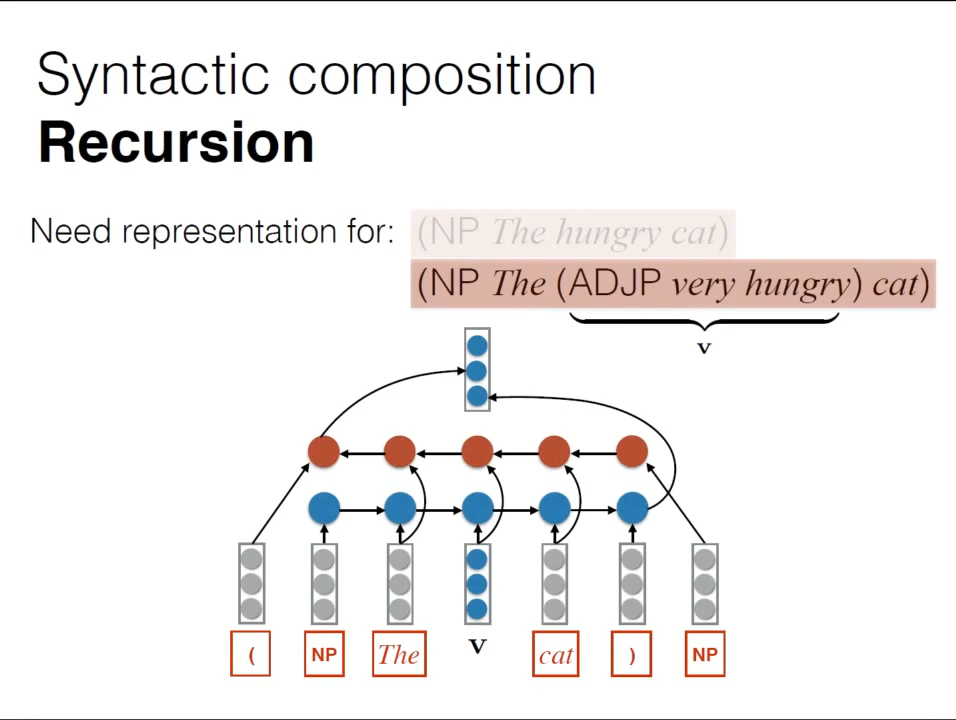 Syntactic composition
Recursion
Need representation for: (NP The hungry cat)
(NP The (ADJP very hungry) cat)
v
( NP The v cat ) NP